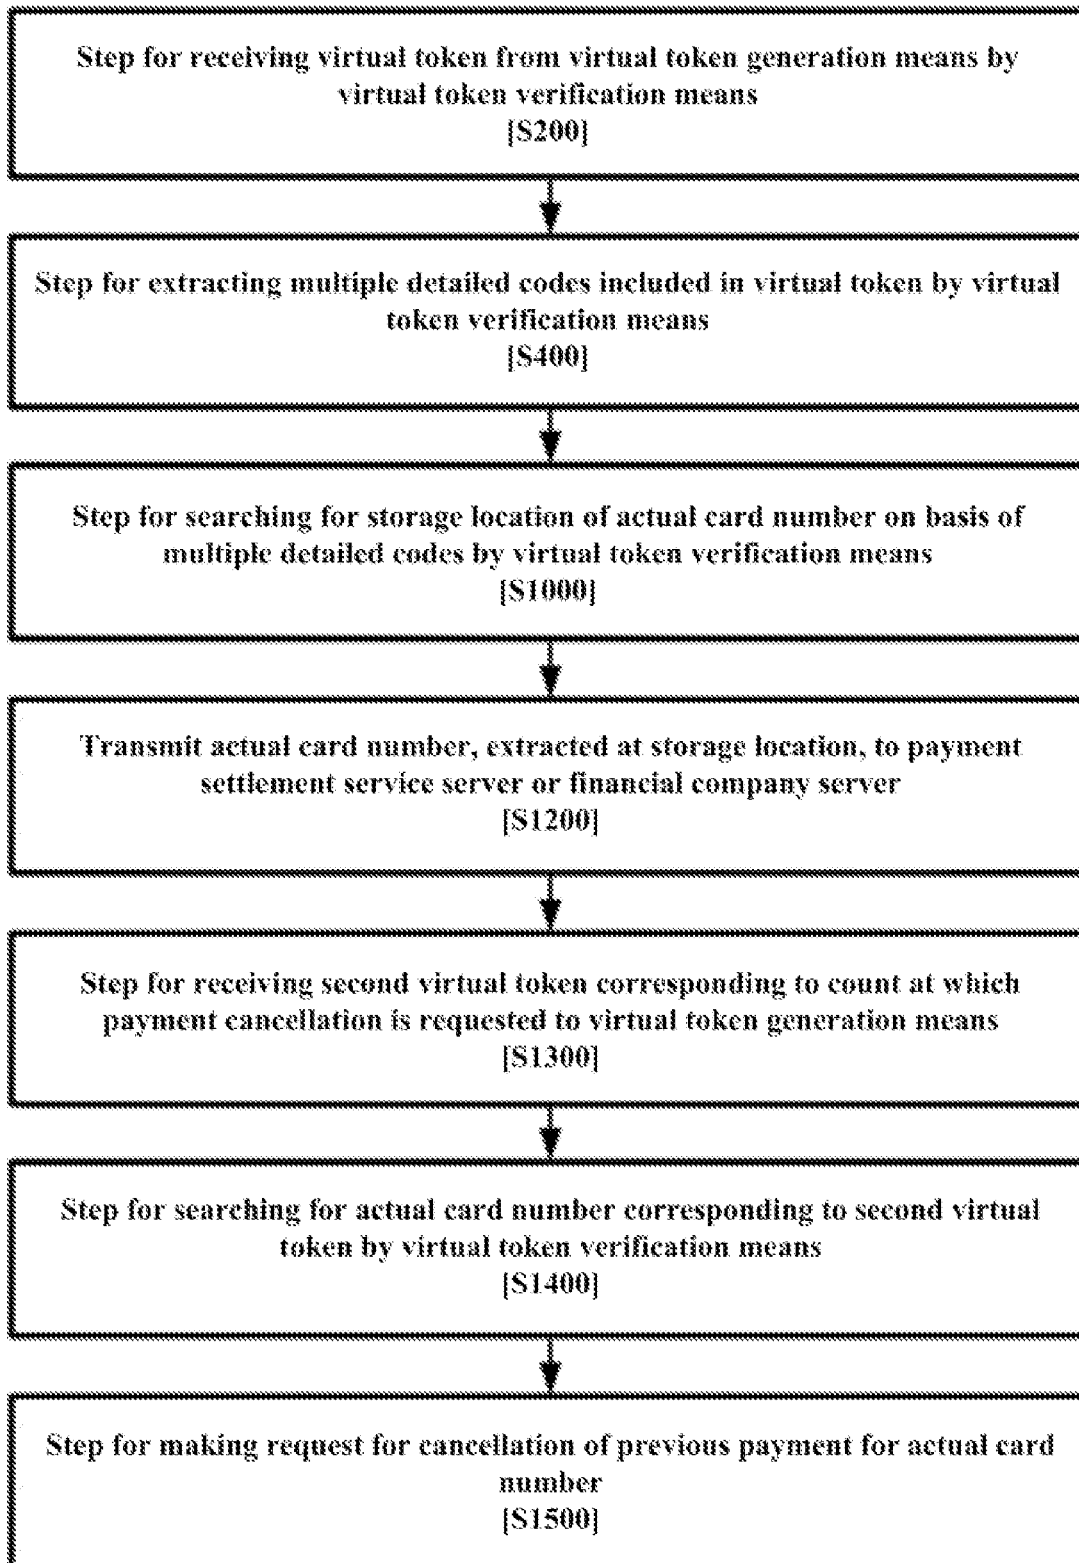 Step for receiving virtual token from virtual token generation means by
virtual token verification means
[S200]
Step for extracting multiple detailed codes included in virtual token by virtual
token verification means
[S400]
Step for searching for storage location of actual card number on basis of
multiple detailed codes by virtual token verification means
[S1000]
Transmit actual card number, extracted at storage location, to payment
settlement service server or financial company server
[S1200]
Step for receiving second virtual token corresponding to count at which
payment cancellation is requested to virtual token generation means
[S1300]
Step for searching for actual card number corresponding to second virtual
token by virtual token verification means
[S1400]
Step for making request for cancellation of previous payment for actual card
number
[S1500]